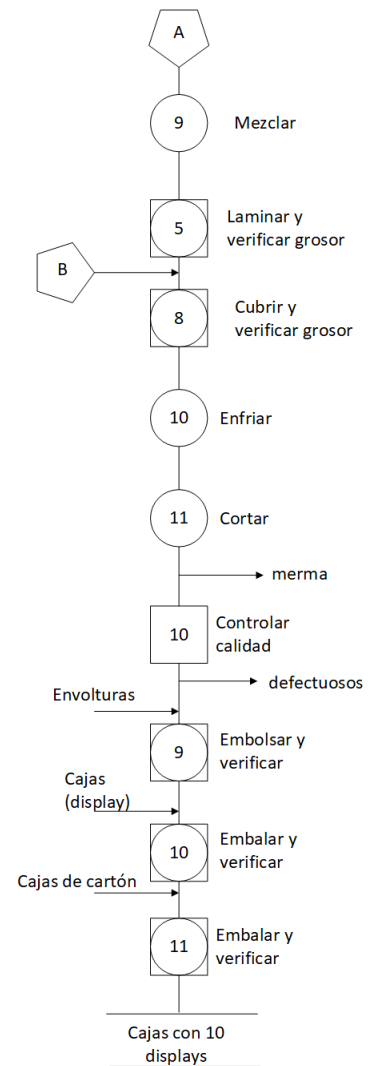 A
9
Mezclar
5
Laminar y
verificar grosor
B
8
Cubrir y
verificar grosor
10
Enfriar
11
Cortar
merma
10
Controlar
calidad
defectuosos
Envolturas
9
Embolsar y
verificar
Cajas
(display)
10
Embalar y
verificar
Cajas de cartón
11
Embalar y
verificar
Cajas con 10
displays